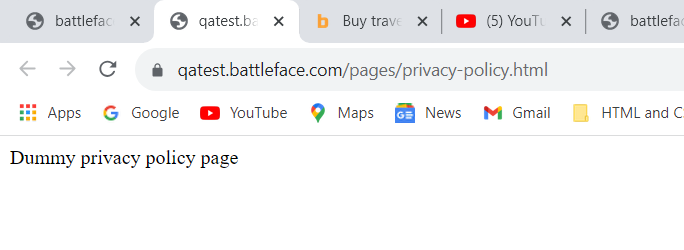 battlefac
qatest.ba
Buy trave
(5) YouTu
battlefac
qatest.battleface.com/pages/privacy-policy.html
Apps
Google
YouTube
Maps
News
Gmail
HTML and C
Dummy privacy policy page